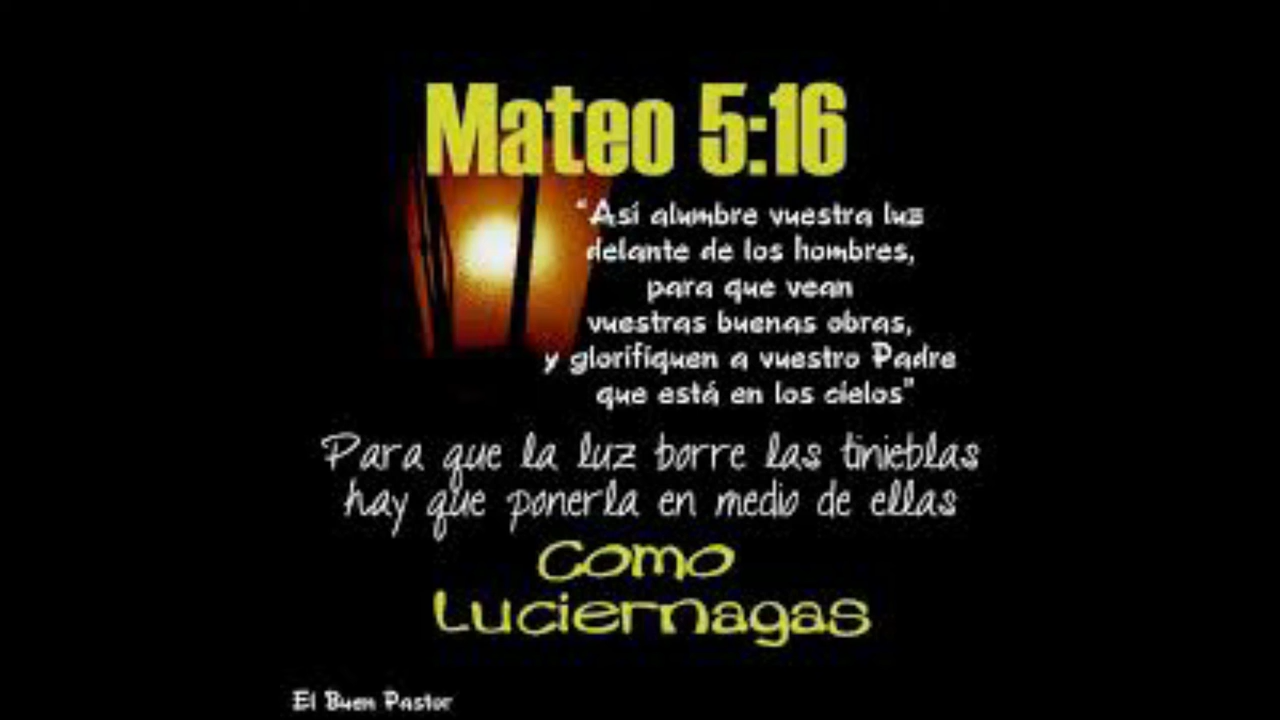 Mateo 5:16
"Así alumbre vuestra luz
delante de los hombres,
para que vean
vuestras buenas obras,
y glorifiquen a vuestro Padre
que está en los cielos"
Para que la luz borre las tinieblas
hay que ponerla en medio de ellas
Como
Luciernagas
El Buen Pastor